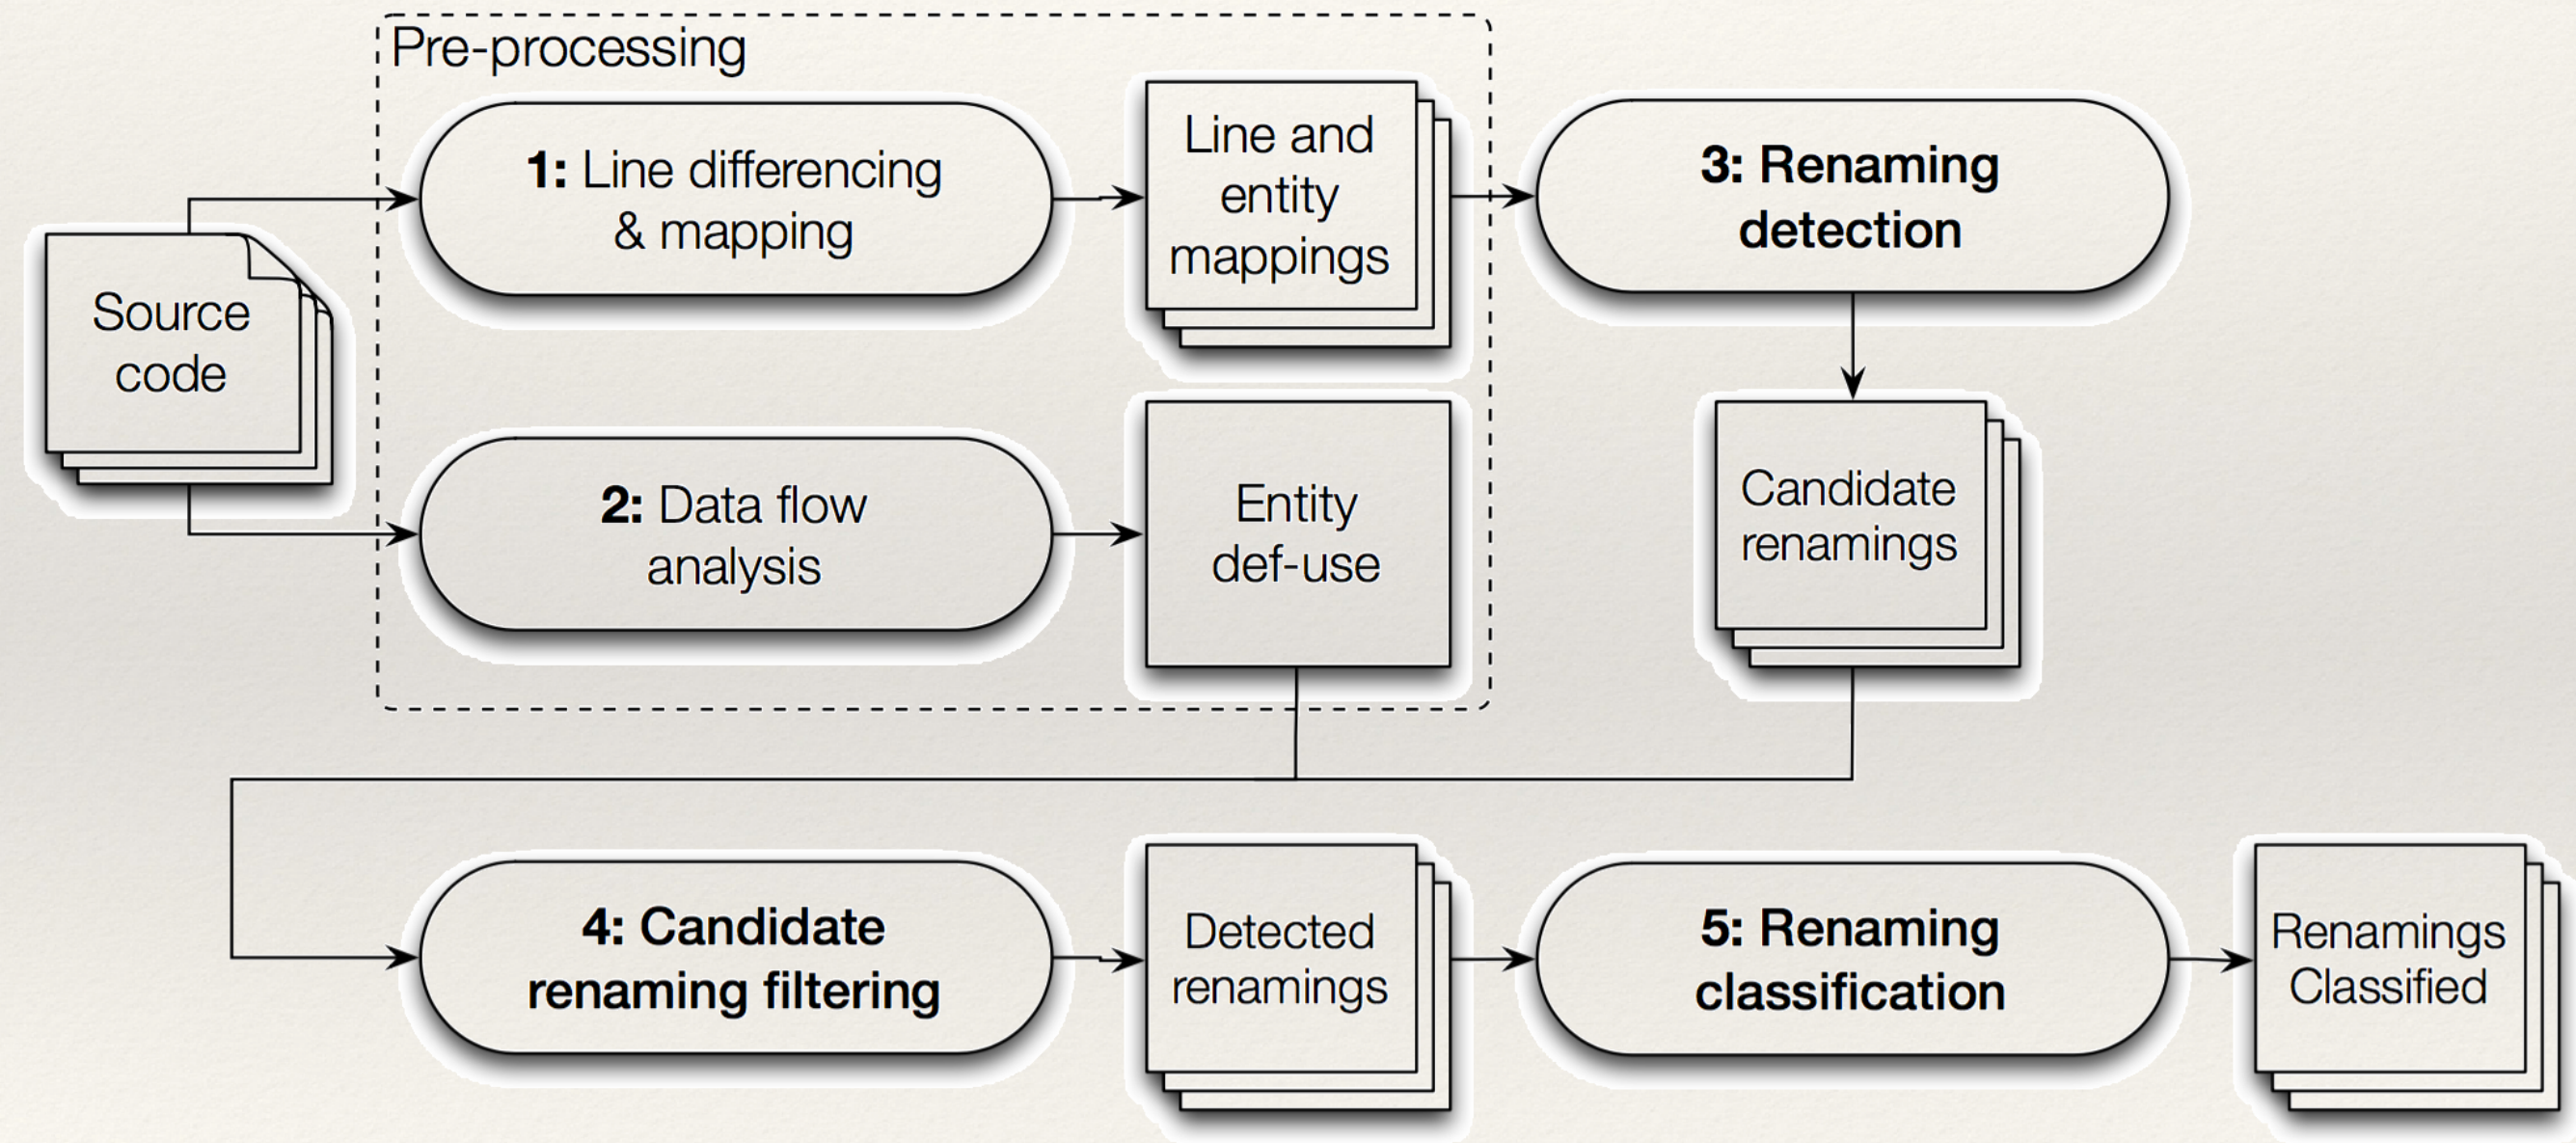 Pre-processing
Source
code
1: Line differencing
& mapping
Line and
entity
mappings
3: Renaming
detection
2: Data flow
analysis
Entity
def-use
Candidate
renamings
4: Candidate
renaming filtering
Detected
renamings
5: Renaming
classification
Renamings
Classified